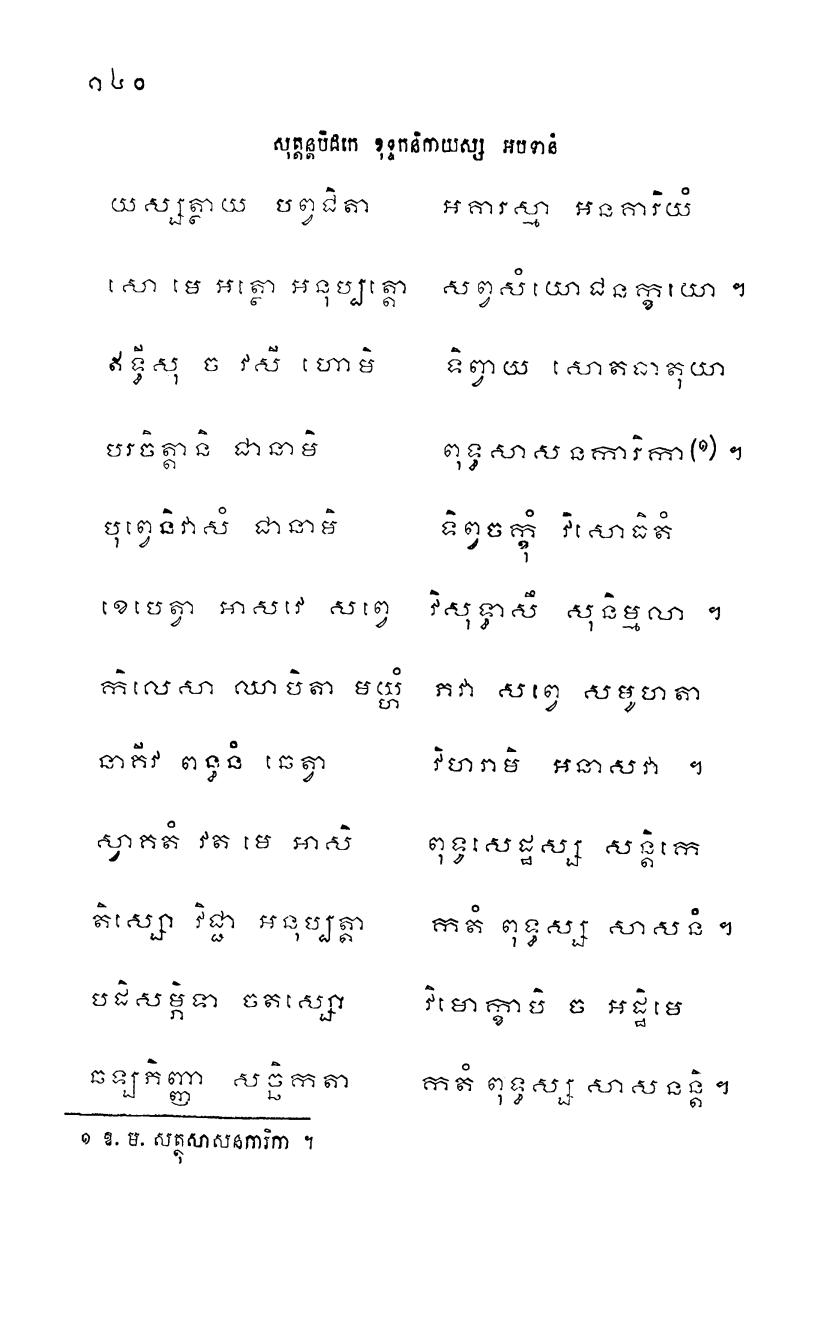 ១៤០
សុត្តន្តបិដកេ ខុទ្ទកនិកាយស្ស អបទានំ
យស្សត្ថាយ បព្វជិតា អគារស្មា អនគារិយំ
សោ មេ អត្ថោ អនុប្បត្តោ សព្វសំយោជនក្ខយោ ។
ឥទ្ធីសុ ច វសី ហោមិ ទិព្វាយ សោតធាតុយា
បរចិត្តានិ ជានាមិ ពុទ្ធសាសនការិកា(១) ។
បុព្វេនិវាសំ ជានាមិ ទិព្វចក្ខុំ វិសោធិតំ
ខេបេត្វា អាសវេ សព្វេ វិសុទ្ធាសឹ សុនិម្មលា ។
កិលេសា ឈាបិតា មយ្ហំ ភវា សព្វេ សមូហតា
នាគីវ ពន្ធនំ ឆេត្វា វិហរាមិ អនាសវា ។
ស្វាគតំ វត មេ អាសិ ពុទ្ធសេដ្ឋស្ស សន្តិកេ
តិស្សោ វិជ្ជា អនុប្បត្តា កតំ ពុទ្ធស្ស សាសនំ ។
បដិសម្ភិទា ចតស្សោ វិមោក្ខាបិ ច អដ្ឋិមេ
ឆឡភិញ្ញា សច្ឆិកតា កតំ ពុទ្ធស្ស សាសនន្តិ ។
១ ឱ. ម. សត្ថុសាសនការិកា ។